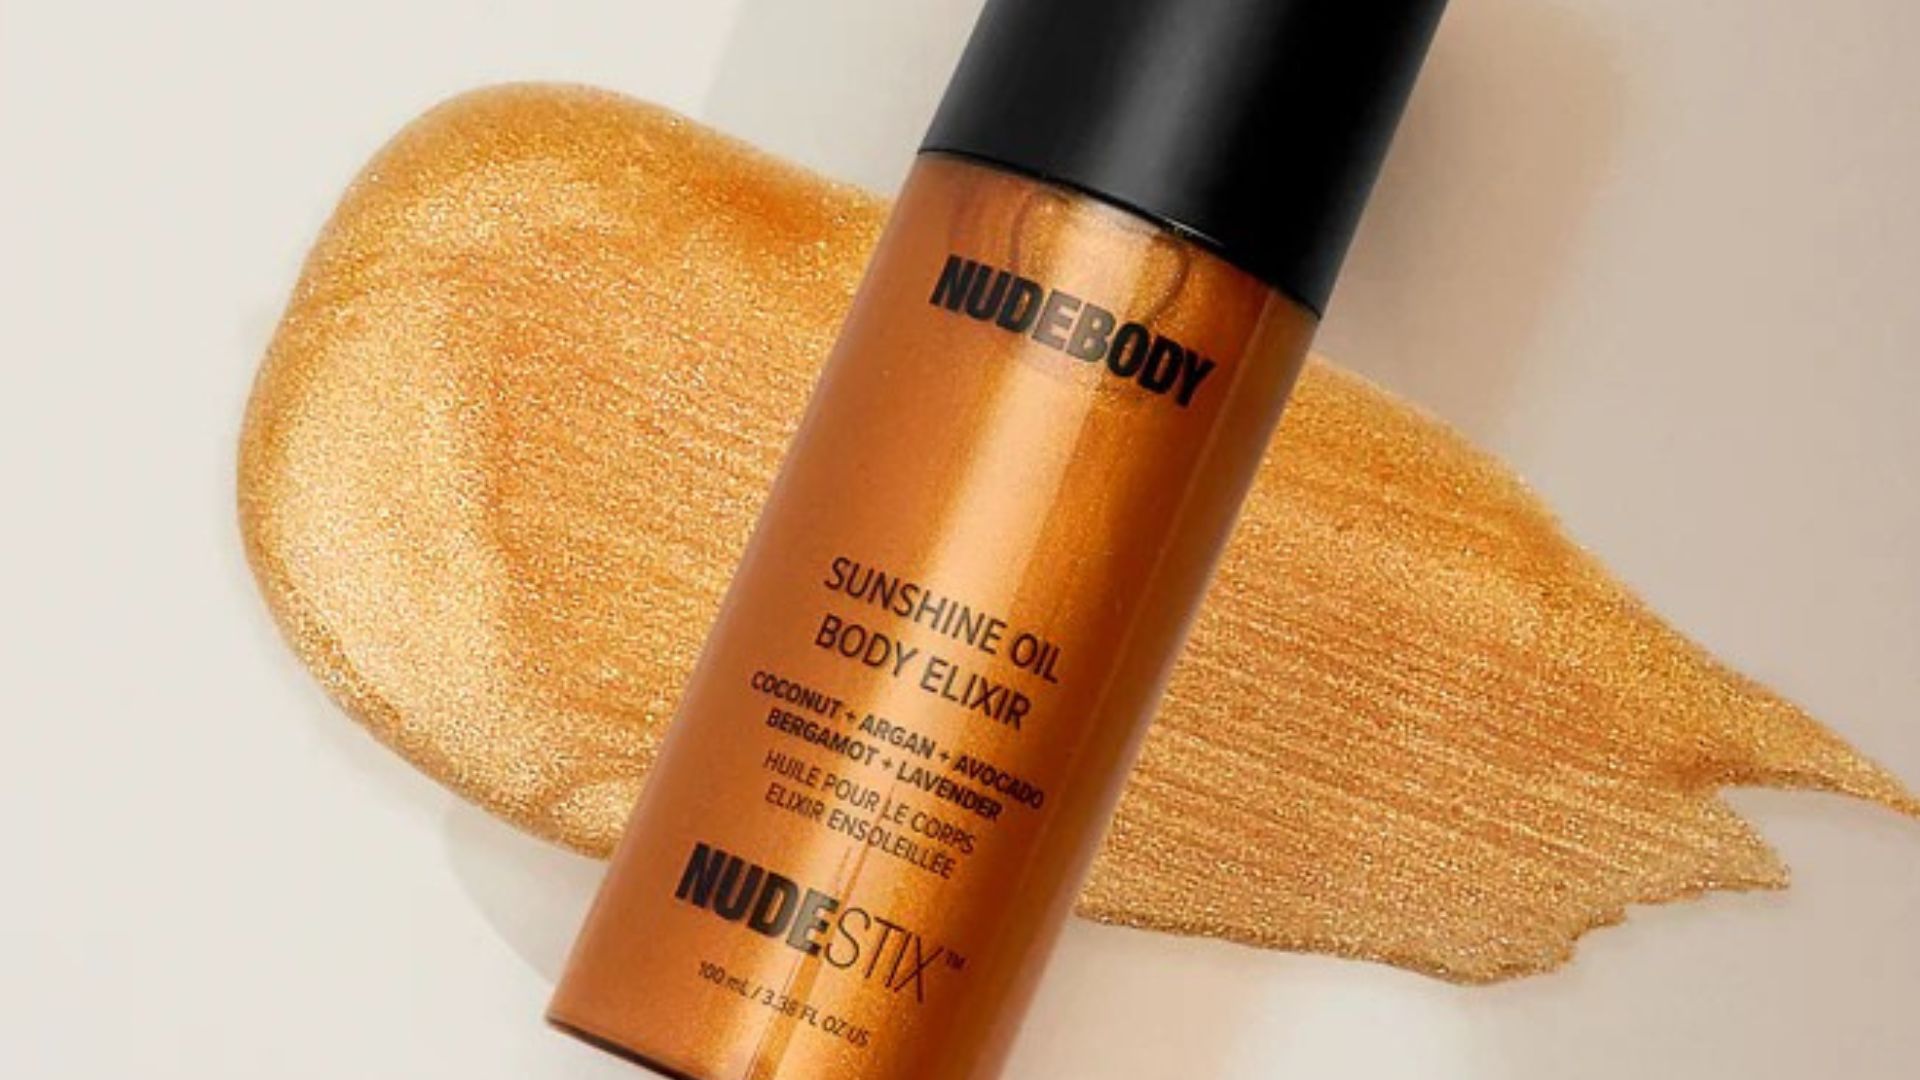 NUDEBODY
SUNSHINE OIL
BODY ELIXIR
COCONUT + ARGAN + AVOCADO
BERGAMOT + LAVENDER
HUILE POUR LE CORPS
ELIXIR ENSOLEILLÉE
NUDESTIX™
100 mL / 3.38 FL OZ US